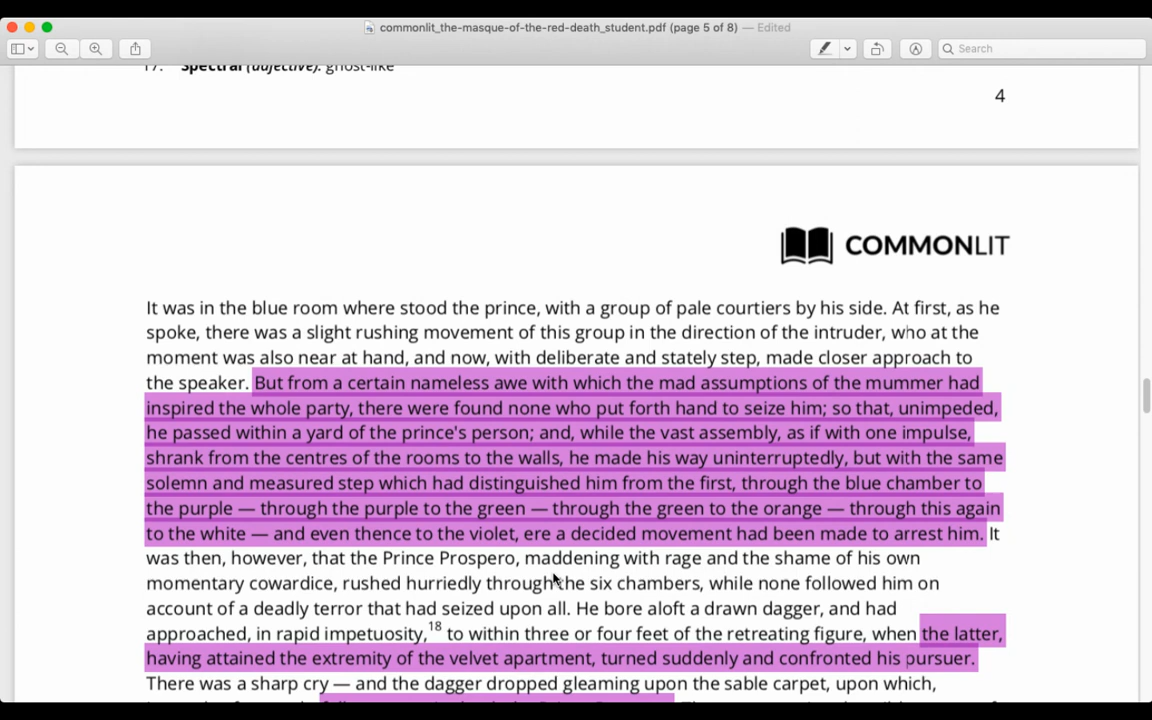 commonlit_the-masque-of-the-red-death_student.pdf (page 5 of 8) — Edited
Search
17. Spectral (adjective): ghost-like
4
COMMONLIT
It was in the blue room where stood the prince, with a group of pale courtiers by his side. At first, as he
spoke, there was a slight rushing movement of this group in the direction of the intruder, who at the
moment was also near at hand, and now, with deliberate and stately step, made closer approach to
the speaker. But from a certain nameless awe with which the mad assumptions of the mummer had
inspired the whole party, there were found none who put forth hand to seize him; so that, unimpeded,
he passed within a yard of the prince's person; and, while the vast assembly, as if with one impulse,
shrank from the centres of the rooms to the walls, he made his way uninterruptedly, but with the same
solemn and measured step which had distinguished him from the first, through the blue chamber to
the purple — through the purple to the green — through the green to the orange — through this again
to the white — and even thence to the violet, ere a decided movement had been made to arrest him. It
was then, however, that the Prince Prospero, maddening with rage and the shame of his own
momentary cowardice, rushed hurriedly through the six chambers, while none followed him on
account of a deadly terror that had seized upon all. He bore aloft a drawn dagger, and had
approached, in rapid impetuosity,18 to within three or four feet of the retreating figure, when the latter,
having attained the extremity of the velvet apartment, turned suddenly and confronted his pursuer.
There was a sharp cry — and the dagger dropped gleaming upon the sable carpet, upon which,